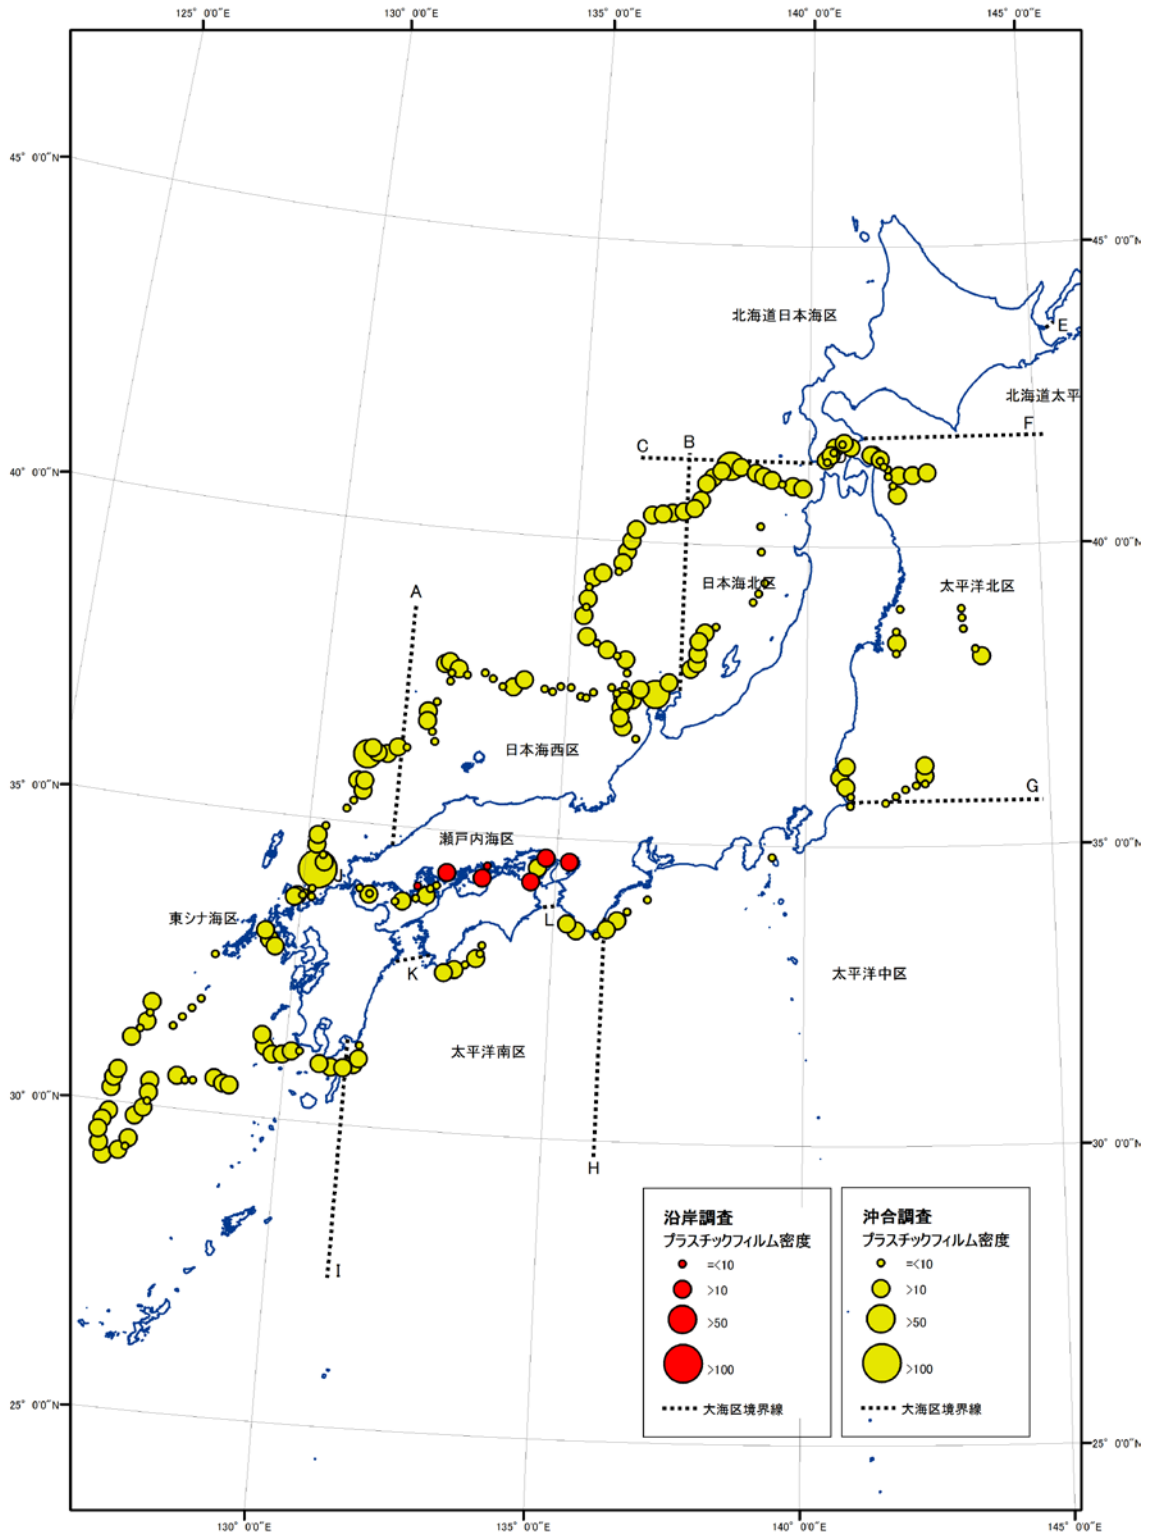 125° 0'0"E
130° 0'0"E
135° 0'0"E
140° 0'0"E
145° 0'0"E
45° 0'0"N
45° 0'0"N
北海道日本海区
E
北海道太平
F
B
C
40° 0'0"N
40° 0'0"N
日本海北区
太平洋北区
A
日本海西区
35° 0'0"N
G
瀬戸内海区
35° 0'0"N
J
東シナ海区
L
K
太平洋中区
太平洋南区
30° 0'0"N
30° 0'0"N
H
I
沿岸調査
プラスチックフィルム密度
=<10
>10
>50
>100
大海区境界線
沖合調査
プラスチックフィルム密度
=<10
>10
>50
>100
大海区境界線
25° 0'0"N
25° 0'0"N
130° 0'0"E
135° 0'0"E
140° 0'0"E
145° 0'0"E